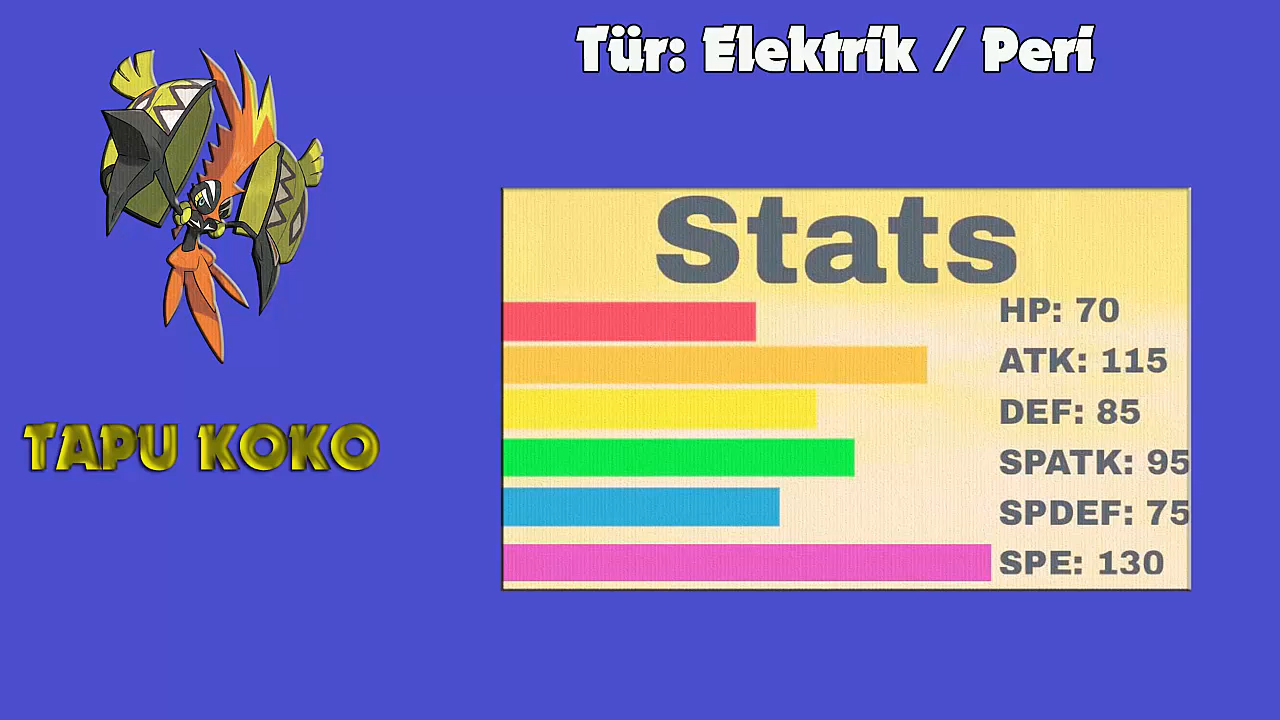 Tür: Elektrik / Peri
Stats
HP: 70
ATK: 115
DEF: 85
SPATK: 95
SPDEF: 75
SPE: 130
TAPU KOKO